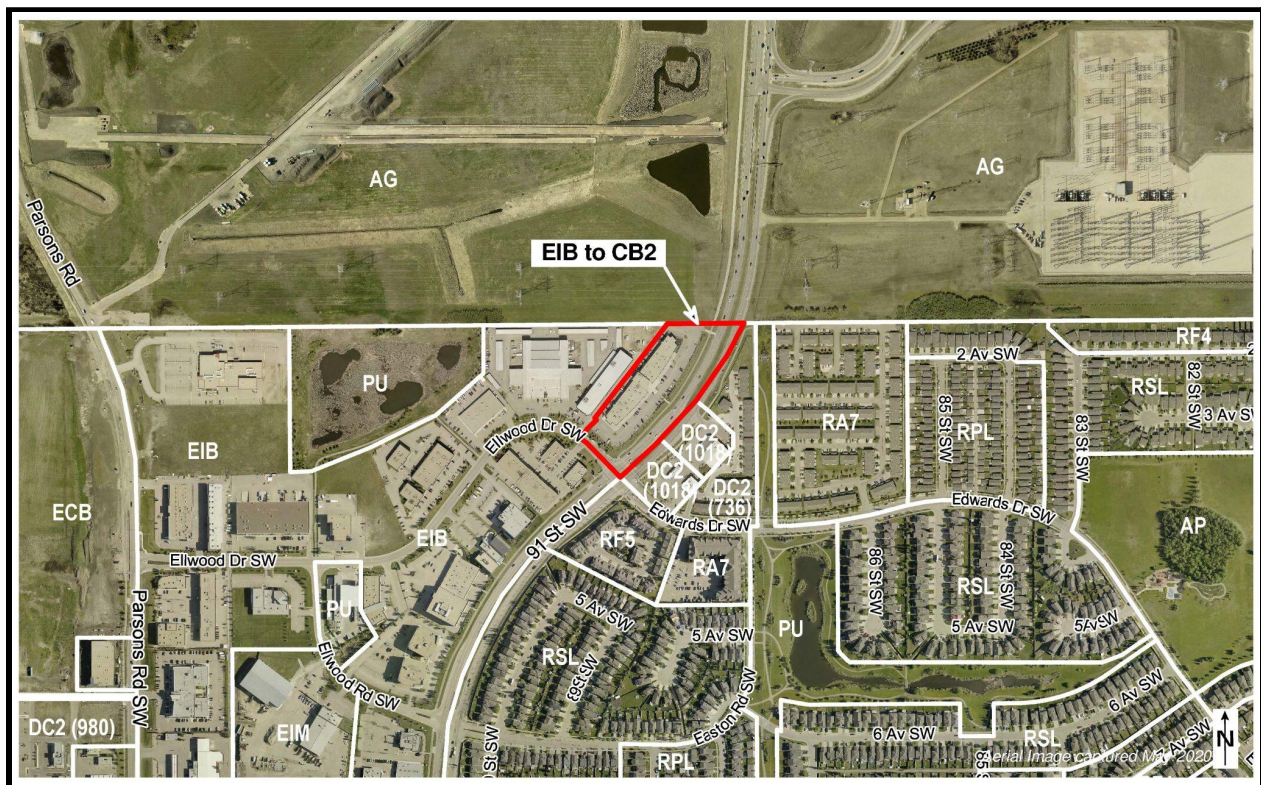 AG
AG
Parsons Rd
EIB to CB2
2 Av SW
RF4
PU
RSL
82 St SW
3 Av SW
85 St SW
RPL
83 St SW
Ellwood Dr SW
DC2
(1018)
RA7
EIB
DC2
(1018)
DC2
(736)
Edwards Dr SW
Edwards Dr SW
ECB
EIB
91 St SW
AP
RF5
Ellwood Dr SW
RA7
86 St SW
RSL
84 St SW
PU
5 Av SW
5 Av SW
PU
5 Av SW
5 Av SW
Parsons Rd SW
RSL
Ellwood Rd SW
Easton Rd SW
6 Av SW
DC2 (980)
EIM
6 Av SW
RSL
RPL
N
Aerial Image captured May 2020